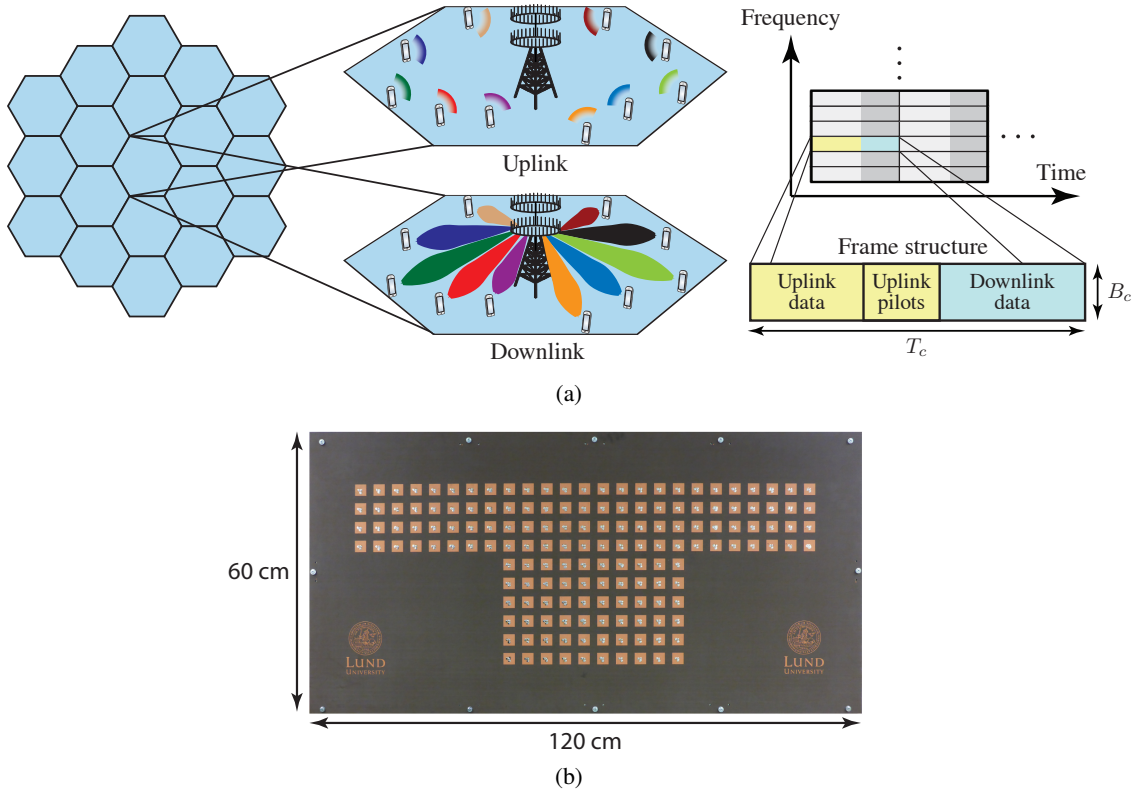 Frequency
Time
Uplink
Downlink
Frame structure
Uplink data
Uplink pilots
Downlink data
B_c
T_c
(a)
60 cm
LUND
UNIVERSITY
LUND
UNIVERSITY
120 cm
(b)